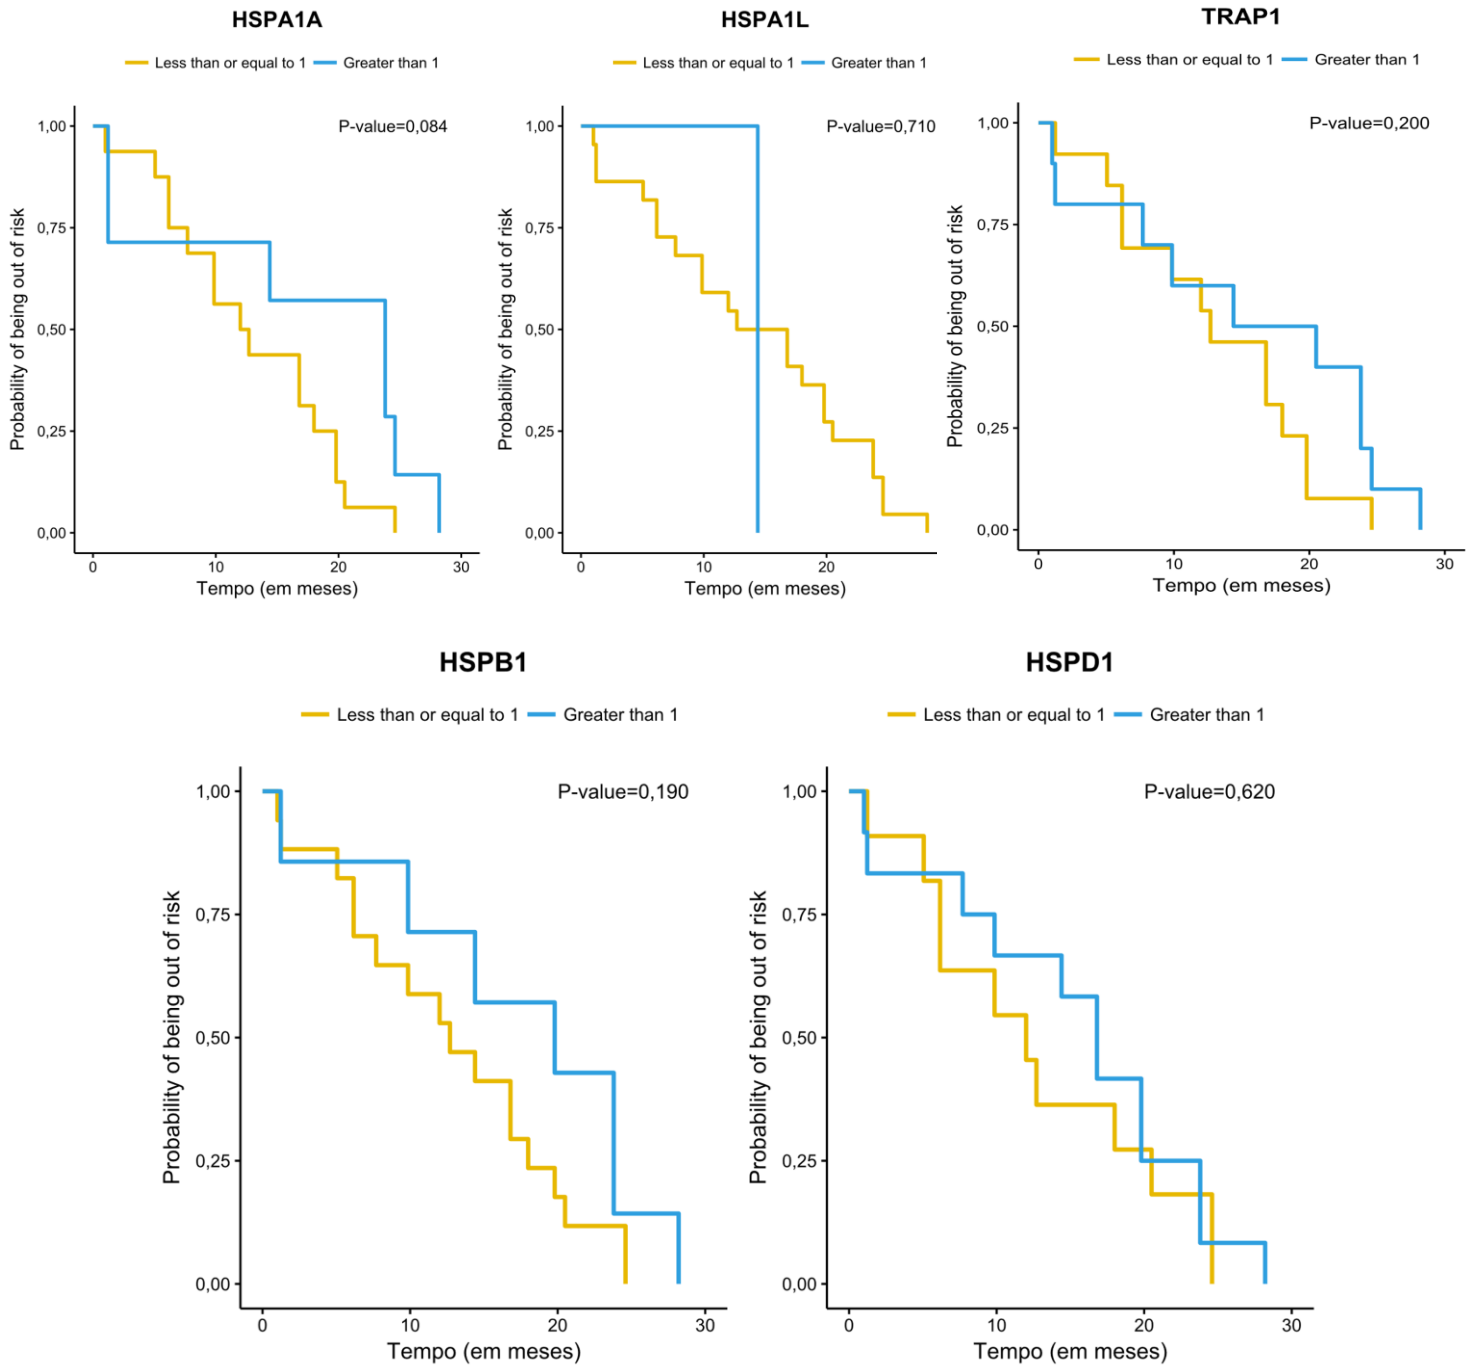 HSPA1A
Less than or equal to 1 Greater than 1
P-value=0,084
1,00
0,75
0,50
0,25
0,00
Probability of being out of risk
0 10 20 30
Tempo (em meses)
HSPA1L
Less than or equal to 1 Greater than 1
P-value=0,710
1,00
0,75
0,50
0,25
0,00
Probability of being out of risk
0 10 20
Tempo (em meses)
TRAP1
Less than or equal to 1 Greater than 1
P-value=0,200
1,00
0,75
0,50
0,25
0,00
Probability of being out of risk
0 10 20 30
Tempo (em meses)
HSPB1
Less than or equal to 1 Greater than 1
P-value=0,190
1,00
0,75
0,50
0,25
0,00
Probability of being out of risk
0 10 20 30
Tempo (em meses)
HSPD1
Less than or equal to 1 Greater than 1
P-value=0,620
1,00
0,75
0,50
0,25
0,00
Probability of being out of risk
0 10 20 30
Tempo (em meses)